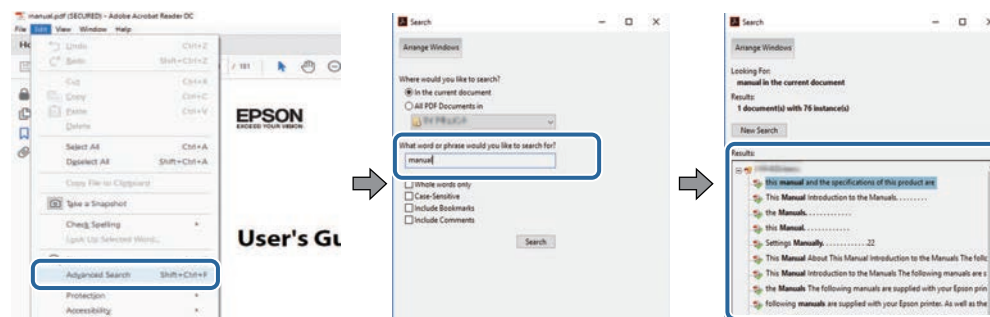 manual.pdf (SECURED) - Adobe Acrobat Reader DC
File Edit View Window Help
Undo Ctrl+Z
Redo Shift+Ctrl+Z
Cut Ctrl+X
Copy Ctrl+C
Paste Ctrl+V
Delete
Select All Ctrl+A
Deselect All Shift+Ctrl+A
Copy File to Clipboard
Take a Snapshot
Check Spelling
Look Up Selected Word...
Advanced Search Shift+Ctrl+F
Protection
Accessibility
/ 181
EPSON
EXCEED YOUR VISION
User's Gu
Search
Arrange Windows
Where would you like to search?
In the current document
All PDF Documents in
What word or phrase would you like to search for?
manual
Whole words only
Case-Sensitive
Include Bookmarks
Include Comments
Search
Search
Arrange Windows
Looking For:
manual in the current document
Results:
1 document(s) with 76 instance(s)
New Search
Results:
this manual and the specifications of this product are
This Manual Introduction to the Manuals.........
the Manuals............
this Manual...........
Settings Manually............22
This Manual About This Manual Introduction to the Manuals The follo
This Manual Introduction to the Manuals The following manuals are s
the Manuals The following manuals are supplied with your Epson prin
following manuals are supplied with your Epson printer. As well as the